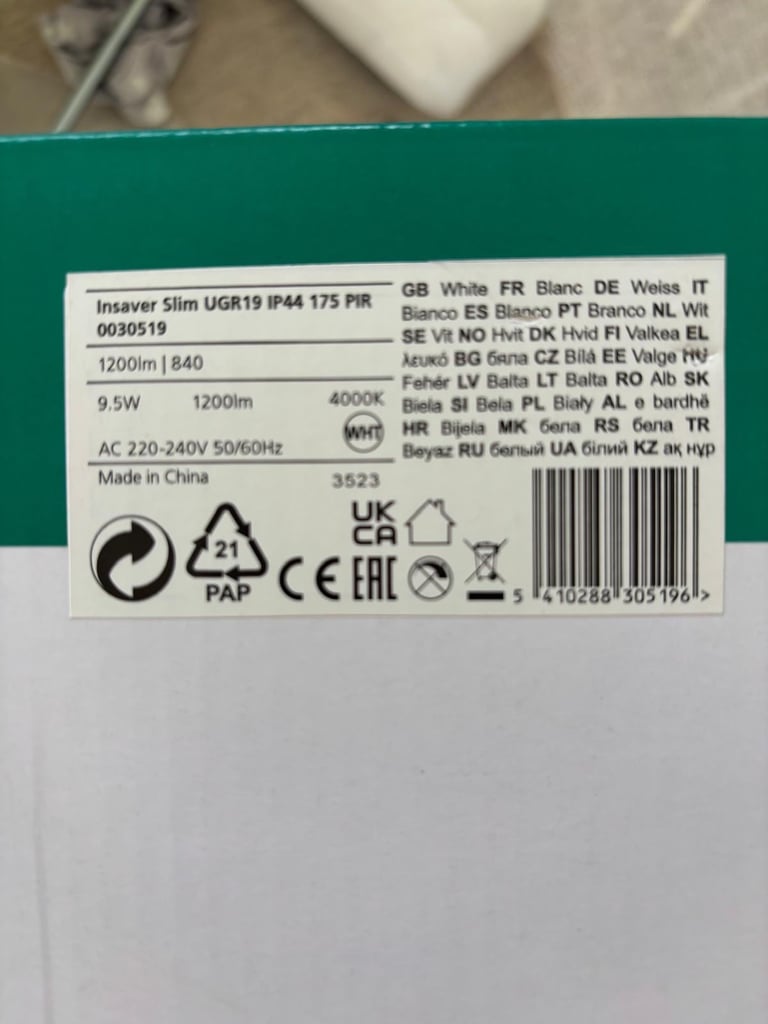 Insaver Slim UGR19 IP44 175 PIR
0030519
1200lm | 840
9.5W 1200lm 4000K
WHT
AC 220-240V 50/60Hz
Made in China 3523
GB White FR Blanc DE Weiss IT
Bianco ES Blanco PT Branco NL Wit
SE Vit NO Hvit DK Hvid FI Valkea EL
λευκό BG бяла CZ Bílá EE Valge HU
Fehér LV Balta LT Balta RO Alb SK
Biela SI Bela PL Biały AL e bardhë
HR Bijela MK бела RS бела TR
Beyaz RU белый UA білий KZ ақ нұр
21
PAP
CE
UK
CA
EAC
5 410288 305196 >